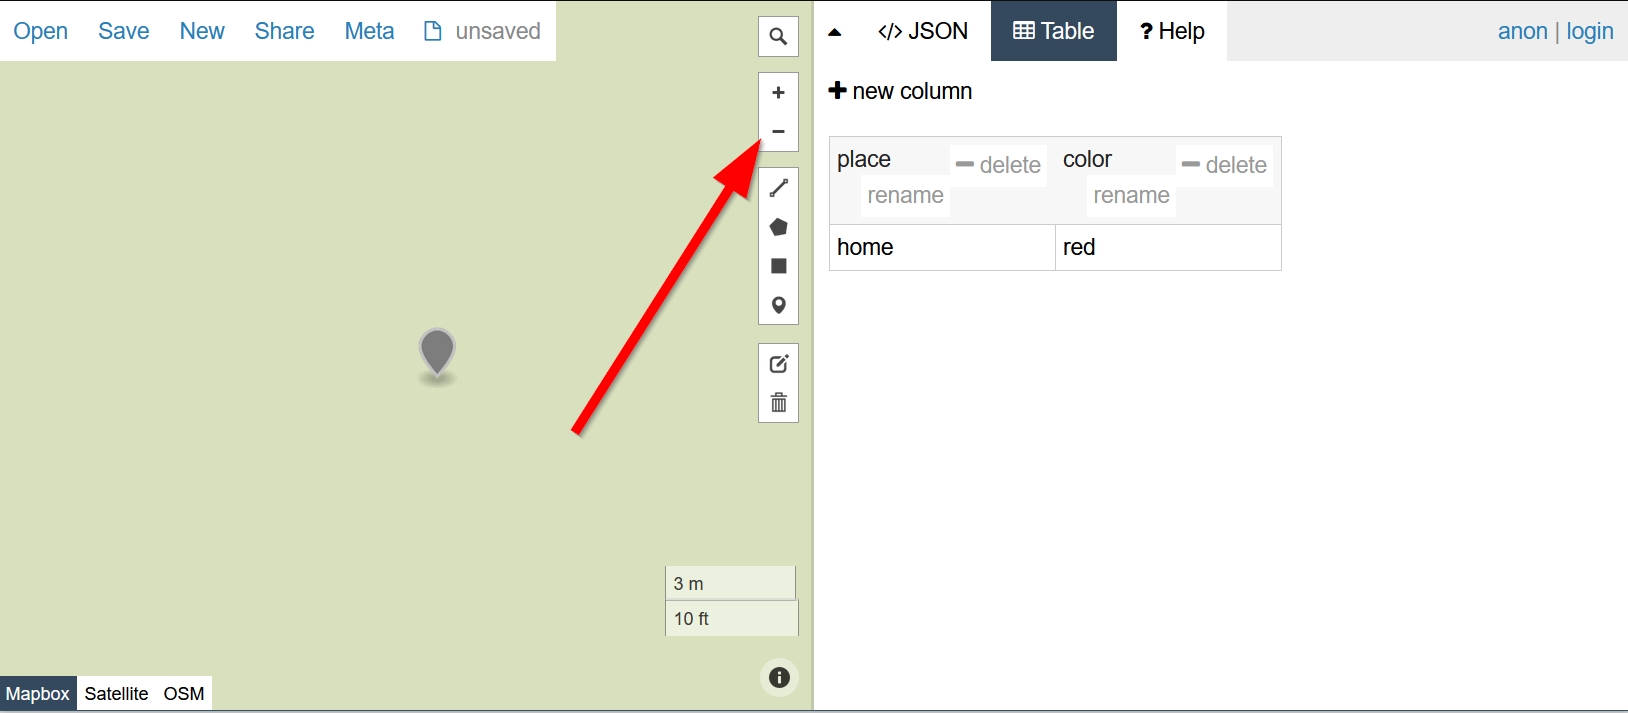 Open Save New Share Meta unsaved
</> JSON Table ? Help anon | login
+ new column
place − delete color − delete
rename rename
home red
3 m
10 ft
Mapbox Satellite OSM